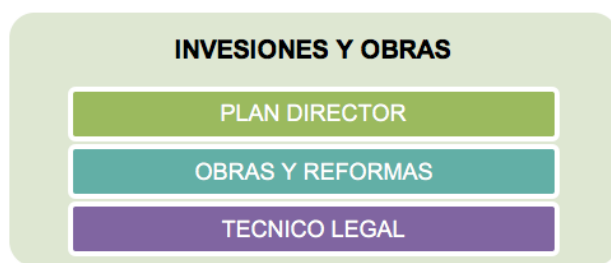 INVESIONES Y OBRAS
PLAN DIRECTOR
OBRAS Y REFORMAS
TECNICO LEGAL